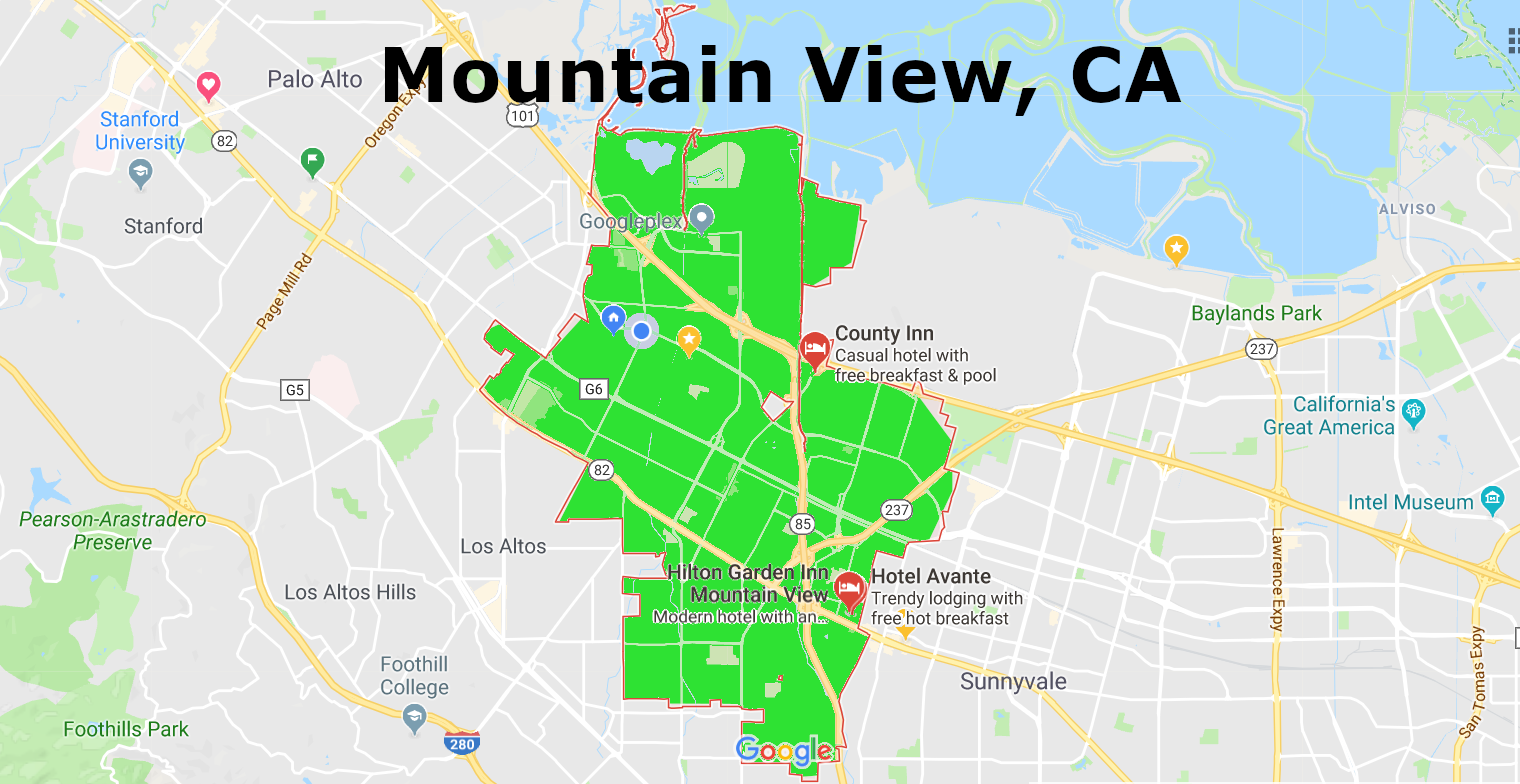 Mountain View, CA
Palo Alto
Oregon Expy
101
Stanford
University
82
Stanford
Googleplex
ALVISO
Page Mill Rd
County Inn
Casual hotel with
free breakfast & pool
Baylands Park
237
G5
G6
California's
Great America
82
85
237
Intel Museum
Pearson-Arastradero
Preserve
Los Altos
Los Altos Hills
Lawrence Expy
Hilton Garden Inn
Mountain View
Modern hotel with an...
Hotel Avante
Trendy lodging with
free hot breakfast
Foothill
College
Sunnyvale
San Tomas Expy
Foothills Park
280
Google